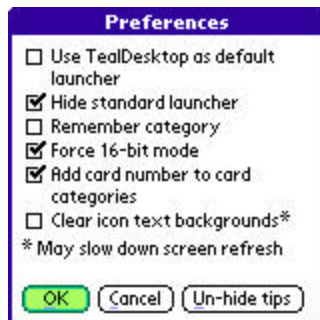 Preferences
Use TealDesktop as default
launcher
Hide standard launcher
Remember category
Force 16-bit mode
Add card number to card
categories
Clear icon text backgrounds*
* May slow down screen refresh
OK Cancel Un-hide tips